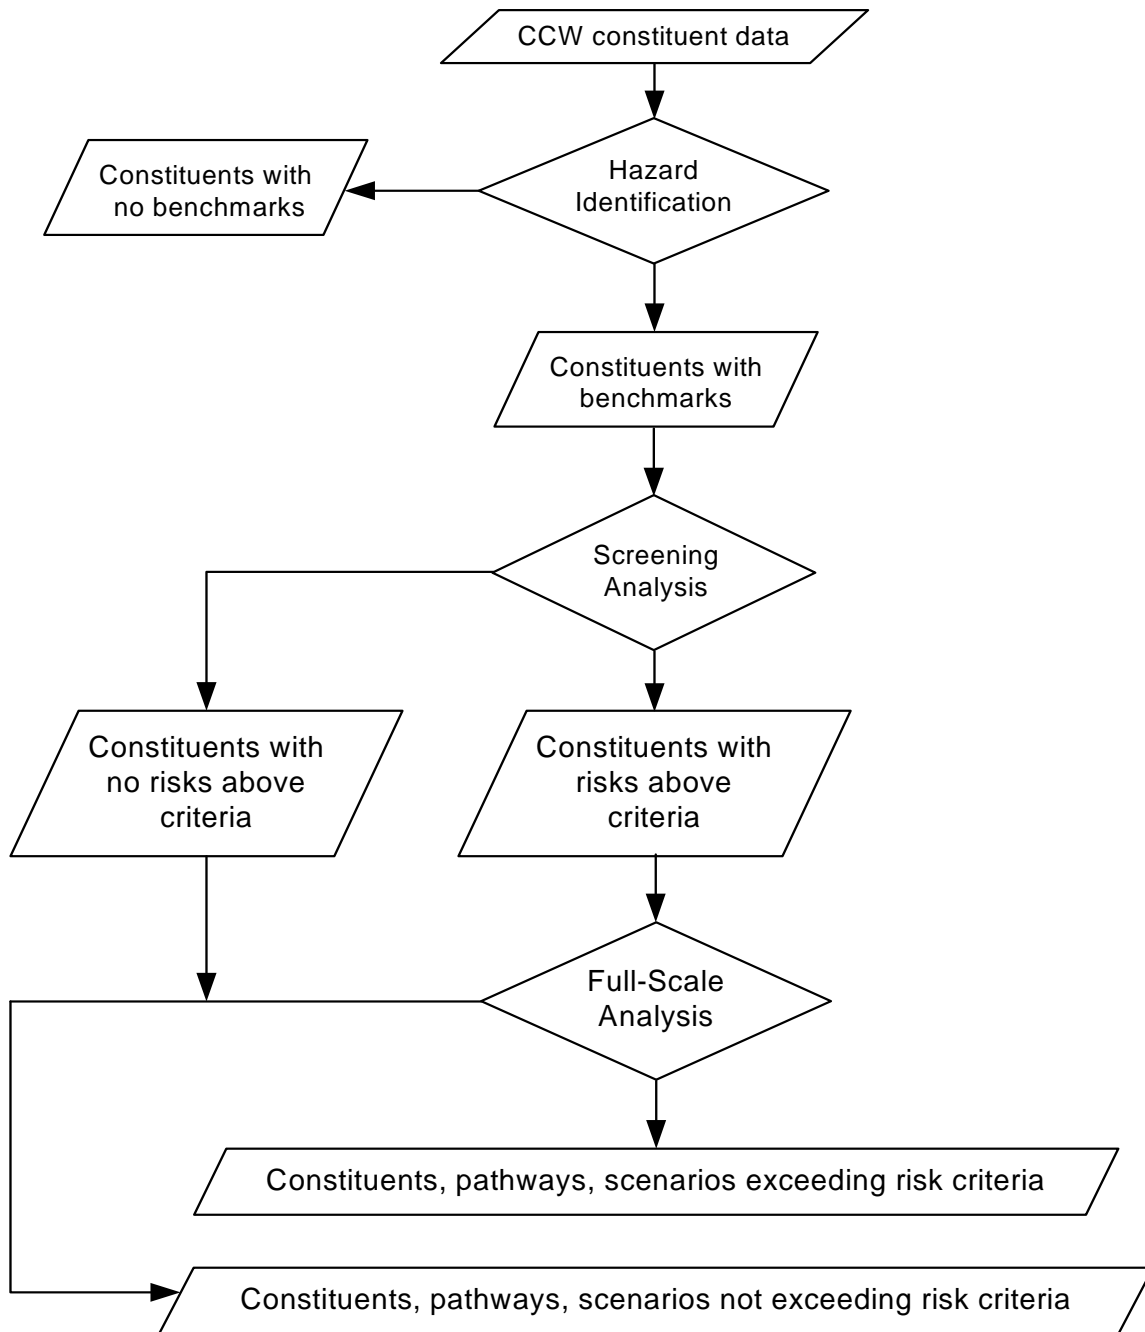 CCW constituent data
Hazard
Identification
Constituents with
no benchmarks
Constituents with
benchmarks
Screening
Analysis
Constituents with
no risks above
criteria
Constituents with
risks above
criteria
Full-Scale
Analysis
Constituents, pathways, scenarios exceeding risk criteria
Constituents, pathways, scenarios not exceeding risk criteria